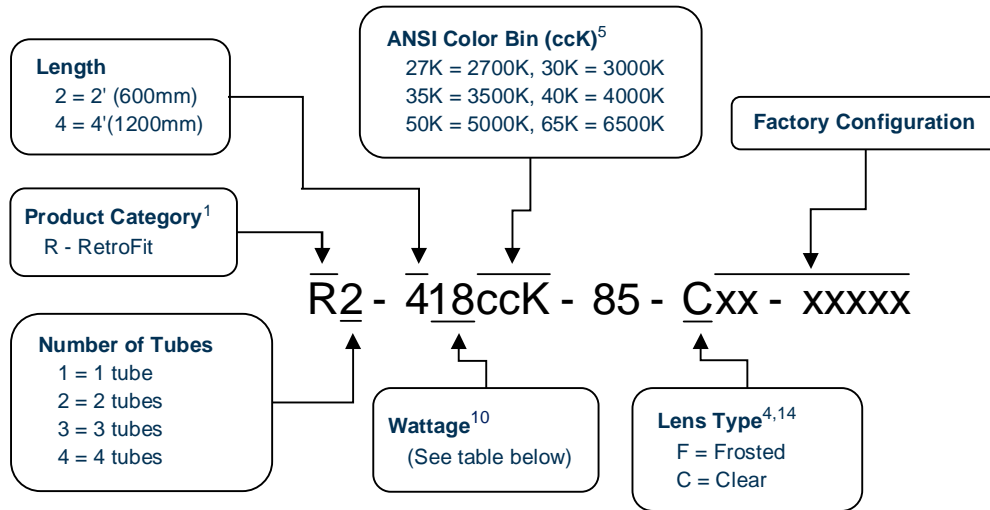 ANSI Color Bin (ccK)5
27K = 2700K, 30K = 3000K
35K = 3500K, 40K = 4000K
50K = 5000K, 65K = 6500K
Length
2 = 2' (600mm)
4 = 4'(1200mm)
Factory Configuration
Product Category1
R - RetroFit
R2 - 418ccK - 85 - Cxx - xxxxx
Number of Tubes
1 = 1 tube
2 = 2 tubes
3 = 3 tubes
4 = 4 tubes
Wattage10
(See table below)
Lens Type4,14
F = Frosted
C = Clear